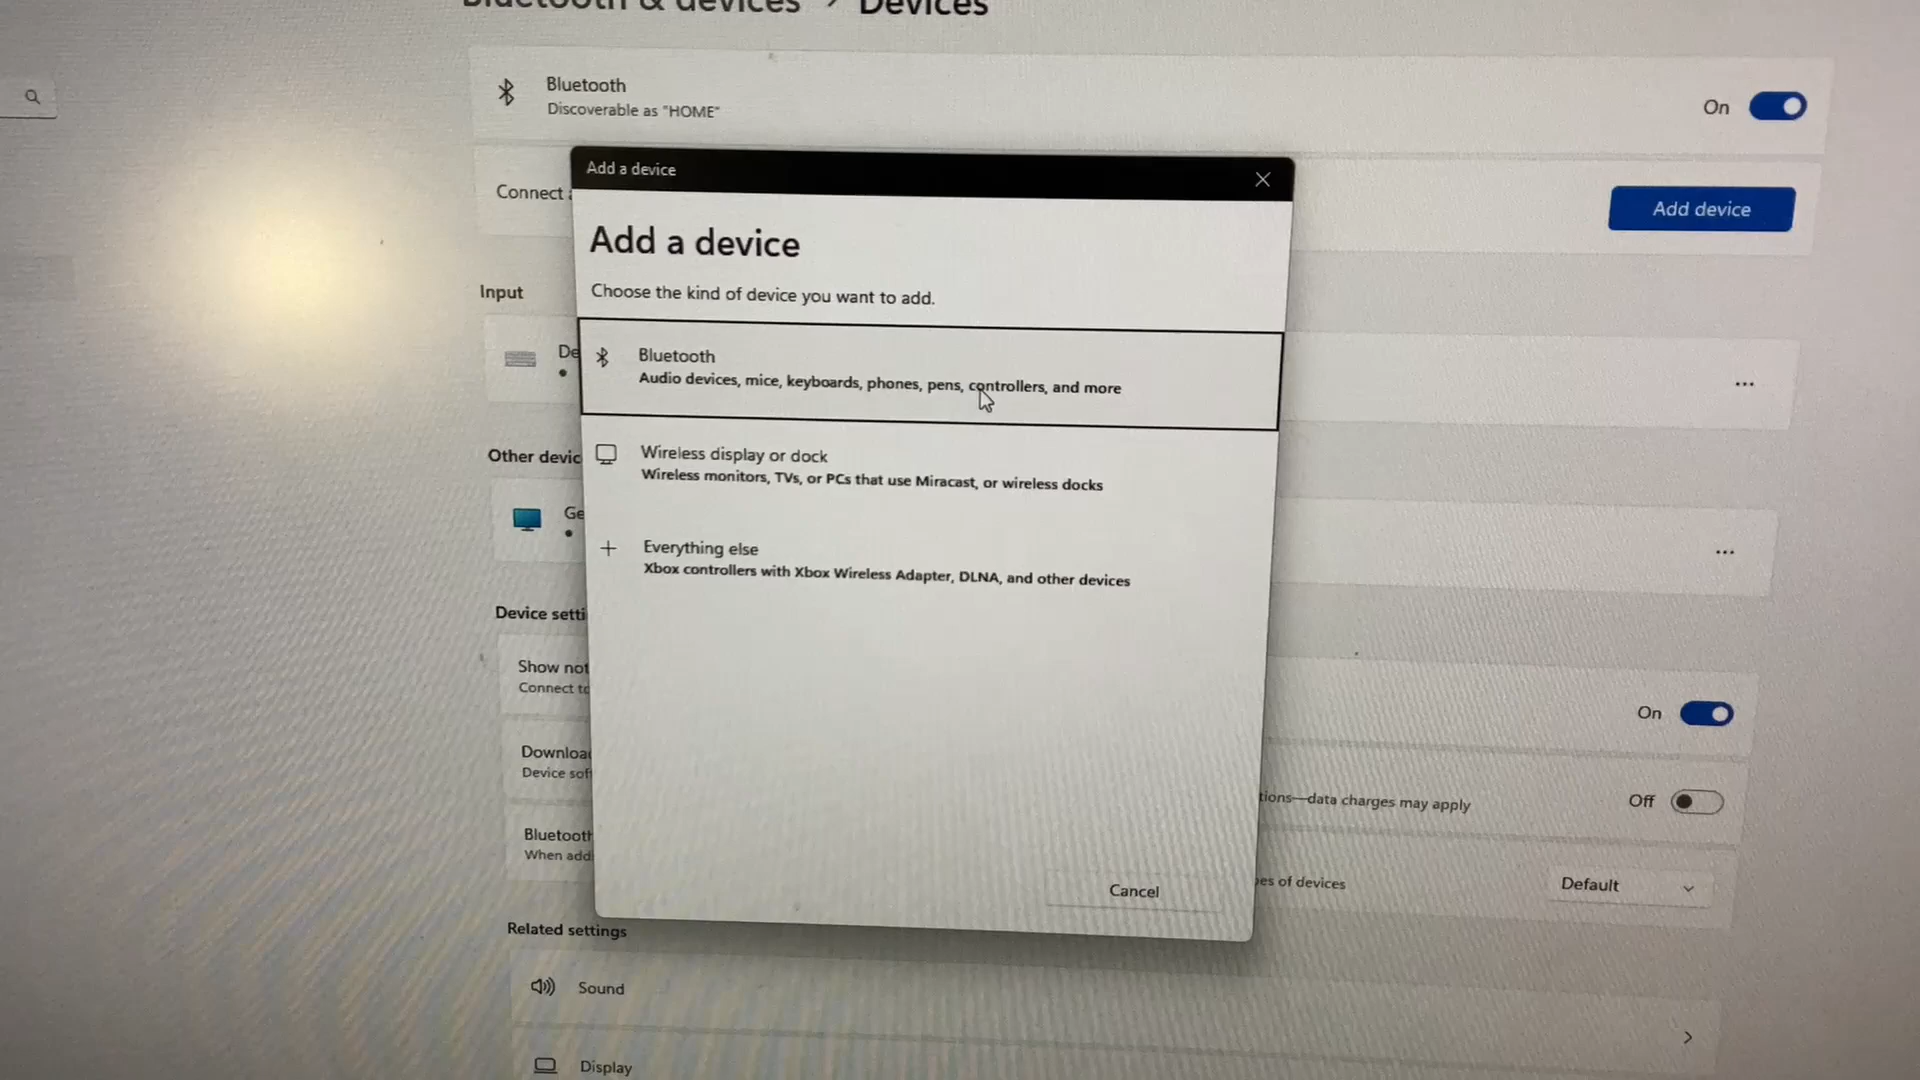 Bluetooth & devices > Devices
Bluetooth
Discoverable as "HOME"
On
Connect
Add device
Add a device
Add a device
Choose the kind of device you want to add.
Bluetooth
Audio devices, mice, keyboards, phones, pens, controllers, and more
Wireless display or dock
Wireless monitors, TVs, or PCs that use Miracast, or wireless docks
Everything else
Xbox controllers with Xbox Wireless Adapter, DLNA, and other devices
Cancel
Input
De
Other devic
Ge
Device setti
Show not
Connect to
On
Downloa
Device sof
tions—data charges may apply
Off
Bluetooth
When add
es of devices
Default
Related settings
Sound
Display